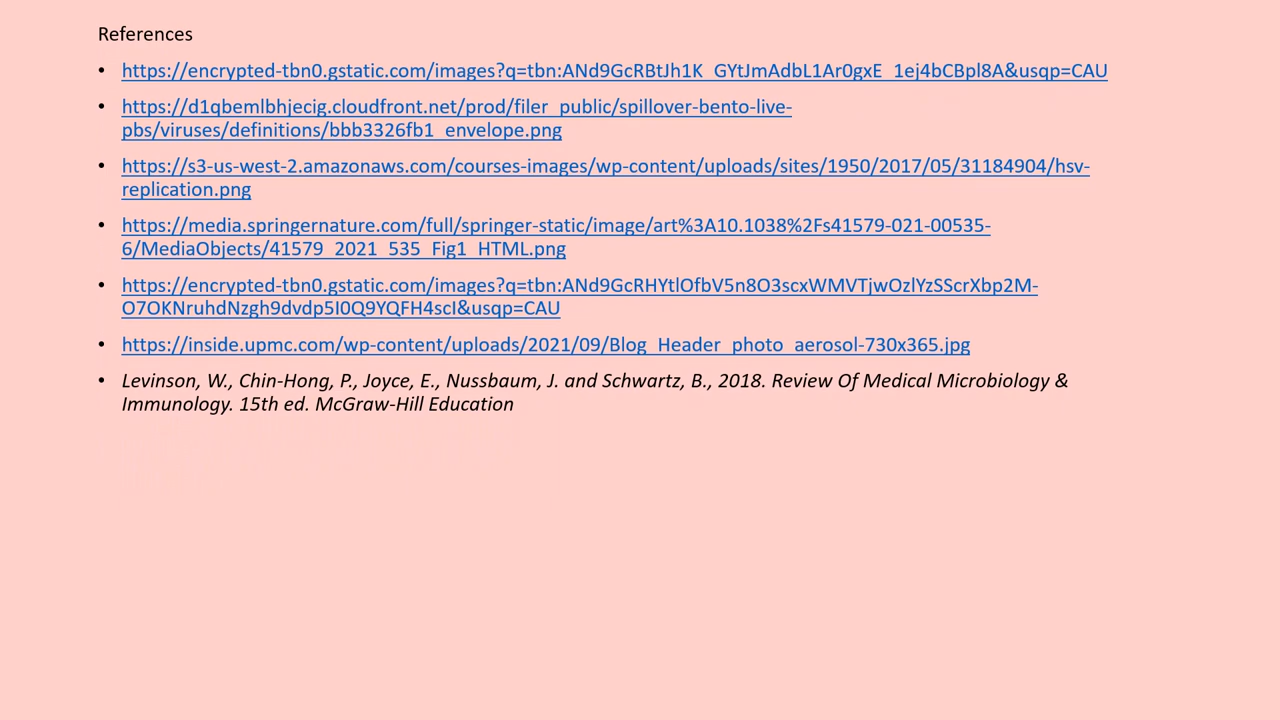 References
• https://encrypted-tbn0.gstatic.com/images?q=tbn:ANd9GcRBtJh1K_GYtJmAdbL1Ar0gxE_1ej4bCBpl8A&usqp=CAU
• https://d1qbemlbhjecig.cloudfront.net/prod/filer_public/spillover-bento-live-
pbs/viruses/definitions/bbb3326fb1_envelope.png
• https://s3-us-west-2.amazonaws.com/courses-images/wp-content/uploads/sites/1950/2017/05/31184904/hsv-
replication.png
• https://media.springernature.com/full/springer-static/image/art%3A10.1038%2Fs41579-021-00535-
6/MediaObjects/41579_2021_535_Fig1_HTML.png
• https://encrypted-tbn0.gstatic.com/images?q=tbn:ANd9GcRHYtlOfbV5n8O3scxWMVTjwOzlYzSScrXbp2M-
O7OKNruhdNzgh9dvdp5I0Q9YQFH4scI&usqp=CAU
• https://inside.upmc.com/wp-content/uploads/2021/09/Blog_Header_photo_aerosol-730x365.jpg
• Levinson, W., Chin-Hong, P., Joyce, E., Nussbaum, J. and Schwartz, B., 2018. Review Of Medical Microbiology &
Immunology. 15th ed. McGraw-Hill Education